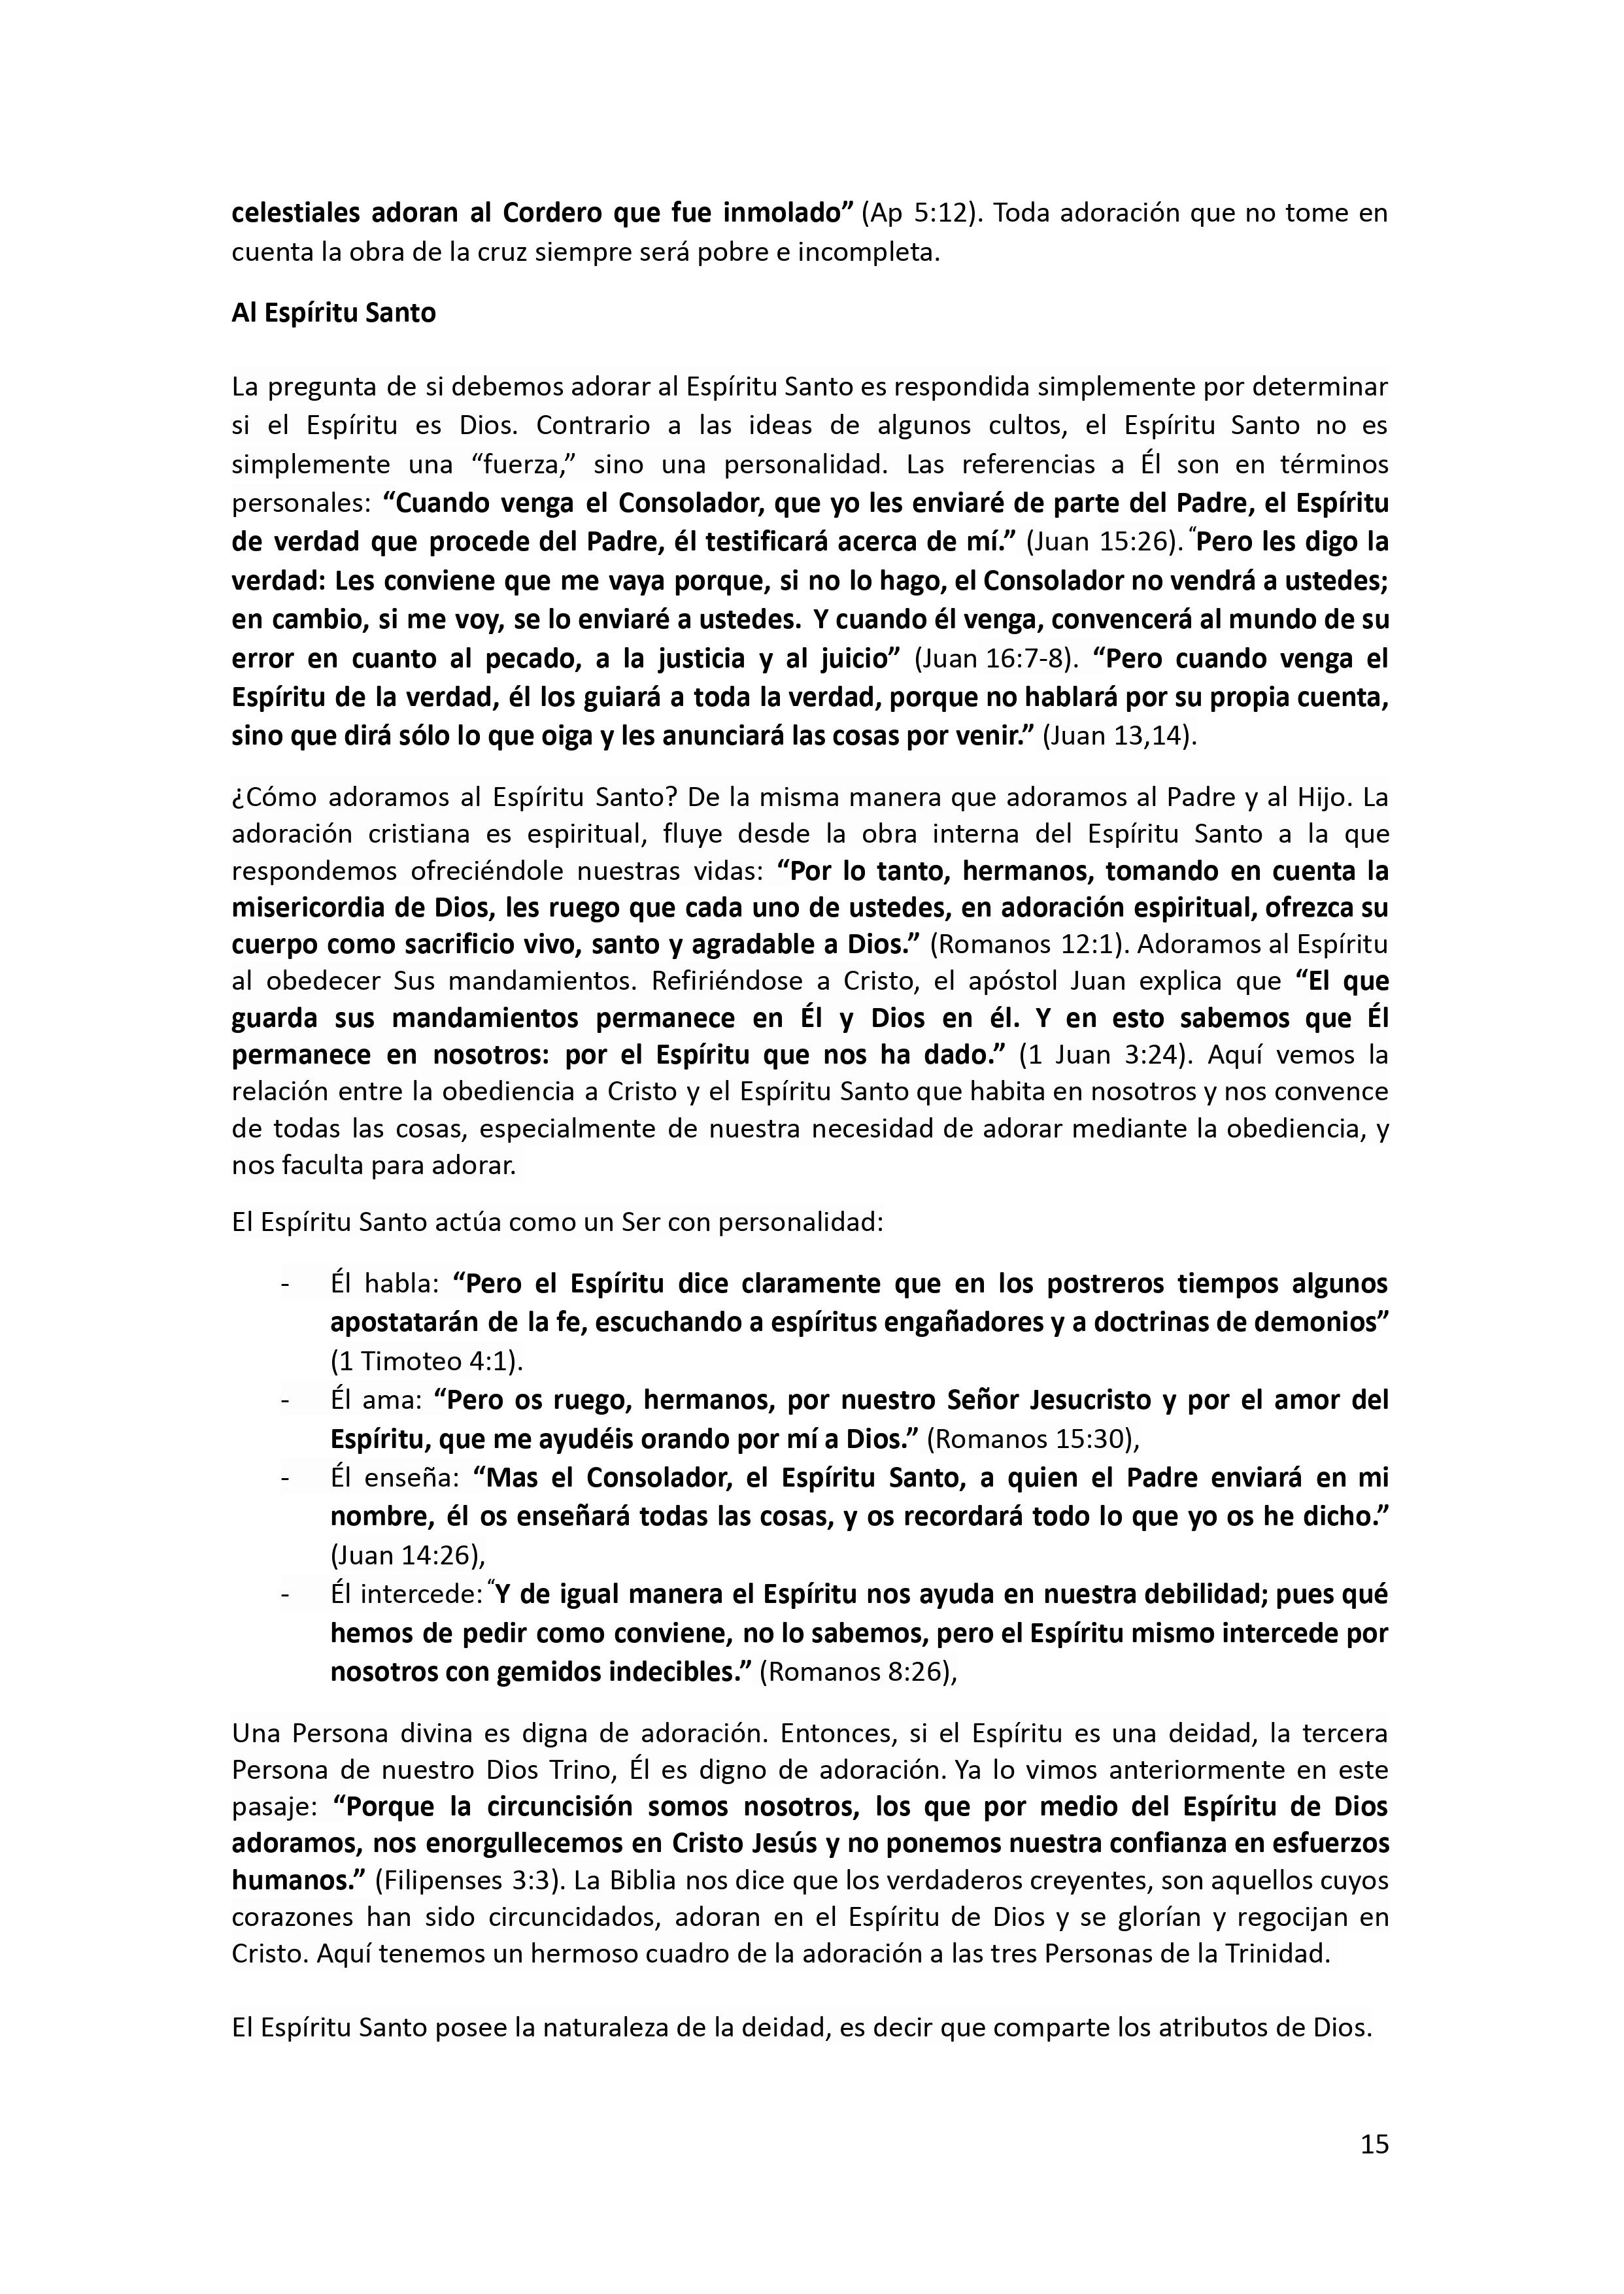 celestiales adoran al Cordero que fue inmolado” (Ap 5:12). Toda adoración que no tome en
cuenta la obra de la cruz siempre será pobre e incompleta.
Al Espíritu Santo
La pregunta de si debemos adorar al Espíritu Santo es respondida simplemente por determinar
si el Espíritu es Dios. Contrario a las ideas de algunos cultos, el Espíritu Santo no es
simplemente una “fuerza,” sino una personalidad. Las referencias a Él son en términos
personales: “Cuando venga el Consolador, que yo les enviaré de parte del Padre, el Espíritu
de verdad que procede del Padre, él testificará acerca de mí.” (Juan 15:26). “Pero les digo la
verdad: Les conviene que me vaya porque, si no lo hago, el Consolador no vendrá a ustedes;
en cambio, si me voy, se lo enviaré a ustedes. Y cuando él venga, convencerá al mundo de su
error en cuanto al pecado, a la justicia y al juicio” (Juan 16:7-8). “Pero cuando venga el
Espíritu de la verdad, él los guiará a toda la verdad, porque no hablará por su propia cuenta,
sino que dirá sólo lo que oiga y les anunciará las cosas por venir.” (Juan 13,14).
¿Cómo adoramos al Espíritu Santo? De la misma manera que adoramos al Padre y al Hijo. La
adoración cristiana es espiritual, fluye desde la obra interna del Espíritu Santo a la que
respondemos ofreciéndole nuestras vidas: “Por lo tanto, hermanos, tomando en cuenta la
misericordia de Dios, les ruego que cada uno de ustedes, en adoración espiritual, ofrezca su
cuerpo como sacrificio vivo, santo y agradable a Dios.” (Romanos 12:1). Adoramos al Espíritu
al obedecer Sus mandamientos. Refiriéndose a Cristo, el apóstol Juan explica que “El que
guarda sus mandamientos permanece en Él y Dios en él. Y en esto sabemos que Él
permanece en nosotros: por el Espíritu que nos ha dado.” (1 Juan 3:24). Aquí vemos la
relación entre la obediencia a Cristo y el Espíritu Santo que habita en nosotros y nos convence
de todas las cosas, especialmente de nuestra necesidad de adorar mediante la obediencia, y
nos faculta para adorar.
El Espíritu Santo actúa como un Ser con personalidad:
- Él habla: “Pero el Espíritu dice claramente que en los postreros tiempos algunos
apostatarán de la fe, escuchando a espíritus engañadores y a doctrinas de demonios”
(1 Timoteo 4:1).
- Él ama: “Pero os ruego, hermanos, por nuestro Señor Jesucristo y por el amor del
Espíritu, que me ayudéis orando por mí a Dios.” (Romanos 15:30),
- Él enseña: “Mas el Consolador, el Espíritu Santo, a quien el Padre enviará en mi
nombre, él os enseñará todas las cosas, y os recordará todo lo que yo os he dicho.”
(Juan 14:26),
- Él intercede: “Y de igual manera el Espíritu nos ayuda en nuestra debilidad; pues qué
hemos de pedir como conviene, no lo sabemos, pero el Espíritu mismo intercede por
nosotros con gemidos indecibles.” (Romanos 8:26),
Una Persona divina es digna de adoración. Entonces, si el Espíritu es una deidad, la tercera
Persona de nuestro Dios Trino, Él es digno de adoración. Ya lo vimos anteriormente en este
pasaje: “Porque la circuncisión somos nosotros, los que por medio del Espíritu de Dios
adoramos, nos enorgullecemos en Cristo Jesús y no ponemos nuestra confianza en esfuerzos
humanos.” (Filipenses 3:3). La Biblia nos dice que los verdaderos creyentes, son aquellos cuyos
corazones han sido circuncidados, adoran en el Espíritu de Dios y se glorían y regocijan en
Cristo. Aquí tenemos un hermoso cuadro de la adoración a las tres Personas de la Trinidad.
El Espíritu Santo posee la naturaleza de la deidad, es decir que comparte los atributos de Dios.
15